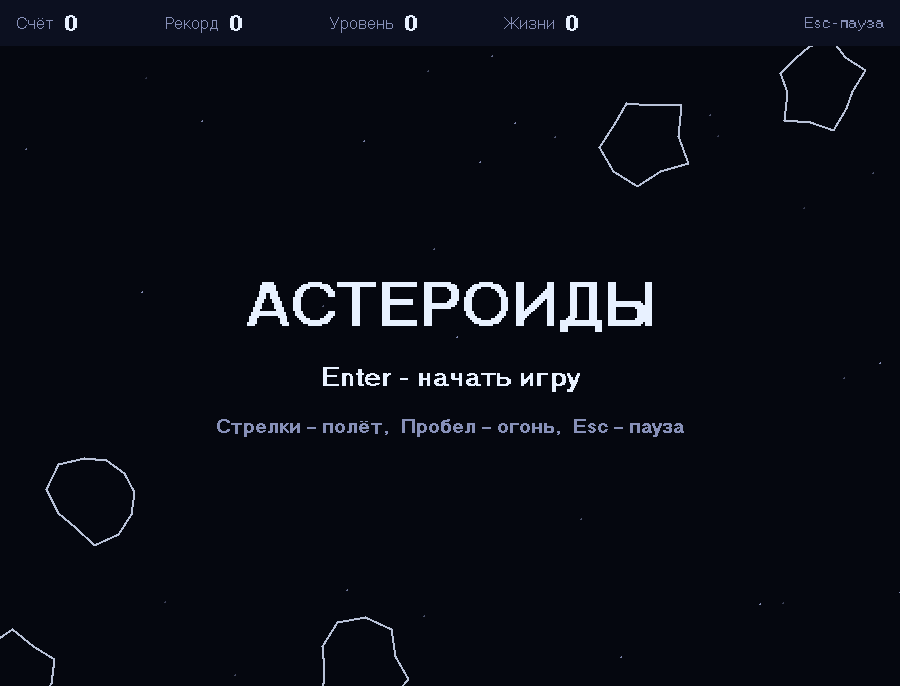 Счёт 0 Рекорд 0 Уровень 0 Жизни 0 Esc-пауза
АСТЕРОИДЫ
Enter - начать игру
Стрелки – полёт, Пробел – огонь, Esc – пауза